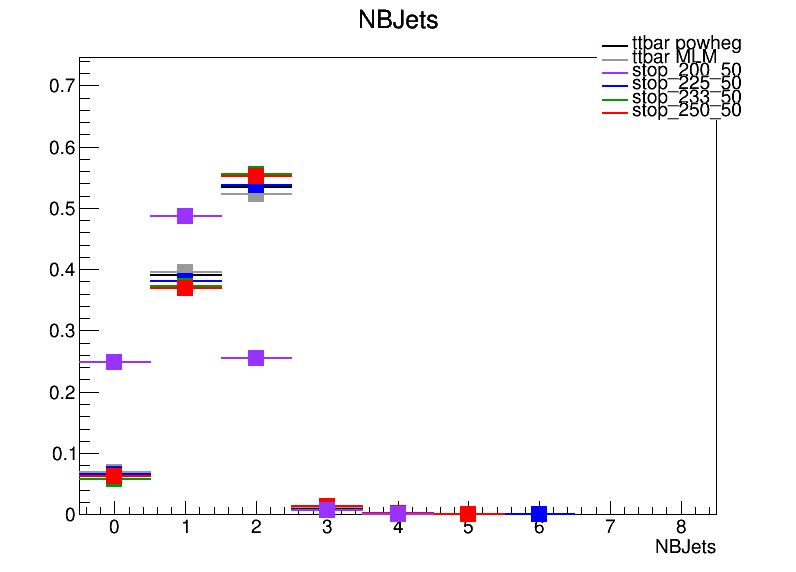 NBJets
ttbar powheg
ttbar MLM
stop_200_50
stop_225_50
stop_233_50
stop_250_50
0.7
0.6
0.5
0.4
0.3
0.2
0.1
0
0 1 2 3 4 5 6 7 8
NBJets